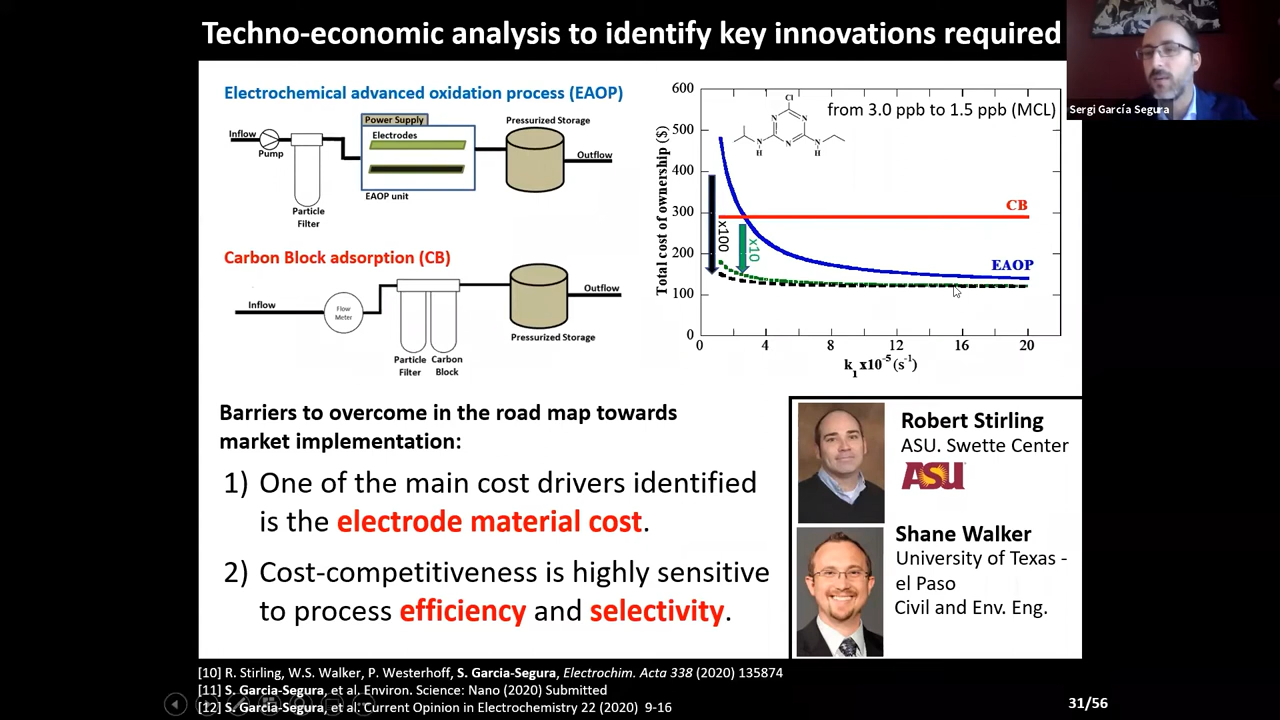 Techno-economic analysis to identify key innovations required
Sergi García Segura
Electrochemical advanced oxidation process (EAOP)
Inflow
Pump
Particle
Filter
Power Supply
Electrodes
EAOP unit
Pressurized Storage
Outflow
Carbon Block adsorption (CB)
Inflow
Flow
Meter
Particle
Filter
Carbon
Block
Outflow
Pressurized Storage
from 3.0 ppb to 1.5 ppb (MCL)
Cl
N
N
N
N
H
N
H
Total cost of ownership ($)
600
500
400
300
200
100
0
CB
EAOP
x100
x10
0
4
8
12
16
20
k1x10-5 (s-1)
Barriers to overcome in the road map towards
market implementation:
1) One of the main cost drivers identified
is the electrode material cost.
2) Cost-competitiveness is highly sensitive
to process efficiency and selectivity.
Robert Stirling
ASU. Swette Center
ASU
Shane Walker
University of Texas -
el Paso
Civil and Env. Eng.
[10] R. Stirling, W.S. Walker, P. Westerhoff, S. Garcia-Segura, Electrochim. Acta 338 (2020) 135874
[11] S. Garcia-Segura, et al. Environ. Science: Nano (2020) Submitted
[12] S. Garcia-Segura, et al. Current Opinion in Electrochemistry 22 (2020) 9-16
31/56